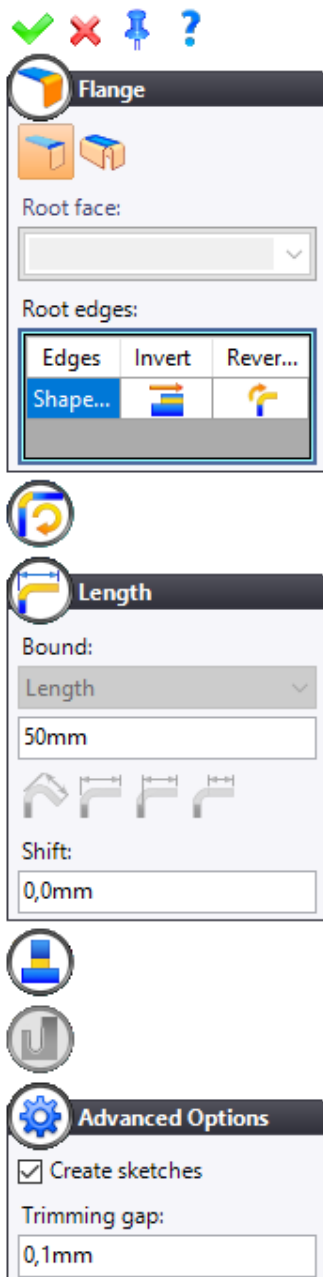 ?
Flange
Root face:
Root edges:
Edges Invert Rever...
Shape...
Length
Bound:
Length
50mm
Shift:
0,0mm
Advanced Options
Create sketches
Trimming gap:
0,1mm